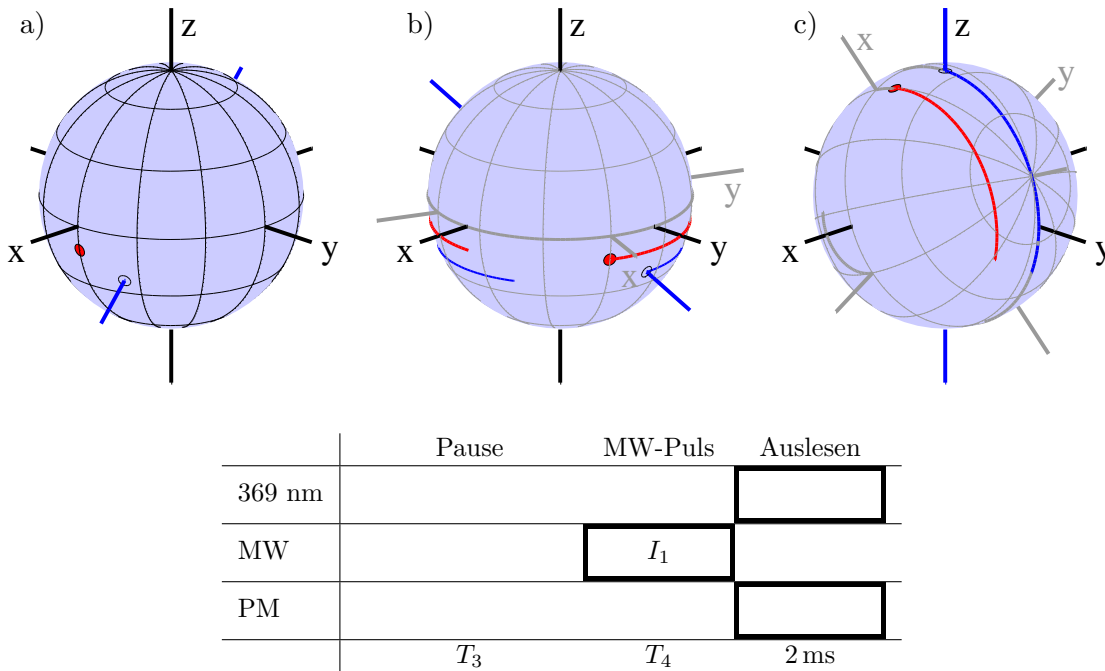 a) z x y
b) y x x y
c) x z y x y
Pause MW-Puls Auslesen
369 nm
MW I₁
PM
T₃ T₄ 2 ms